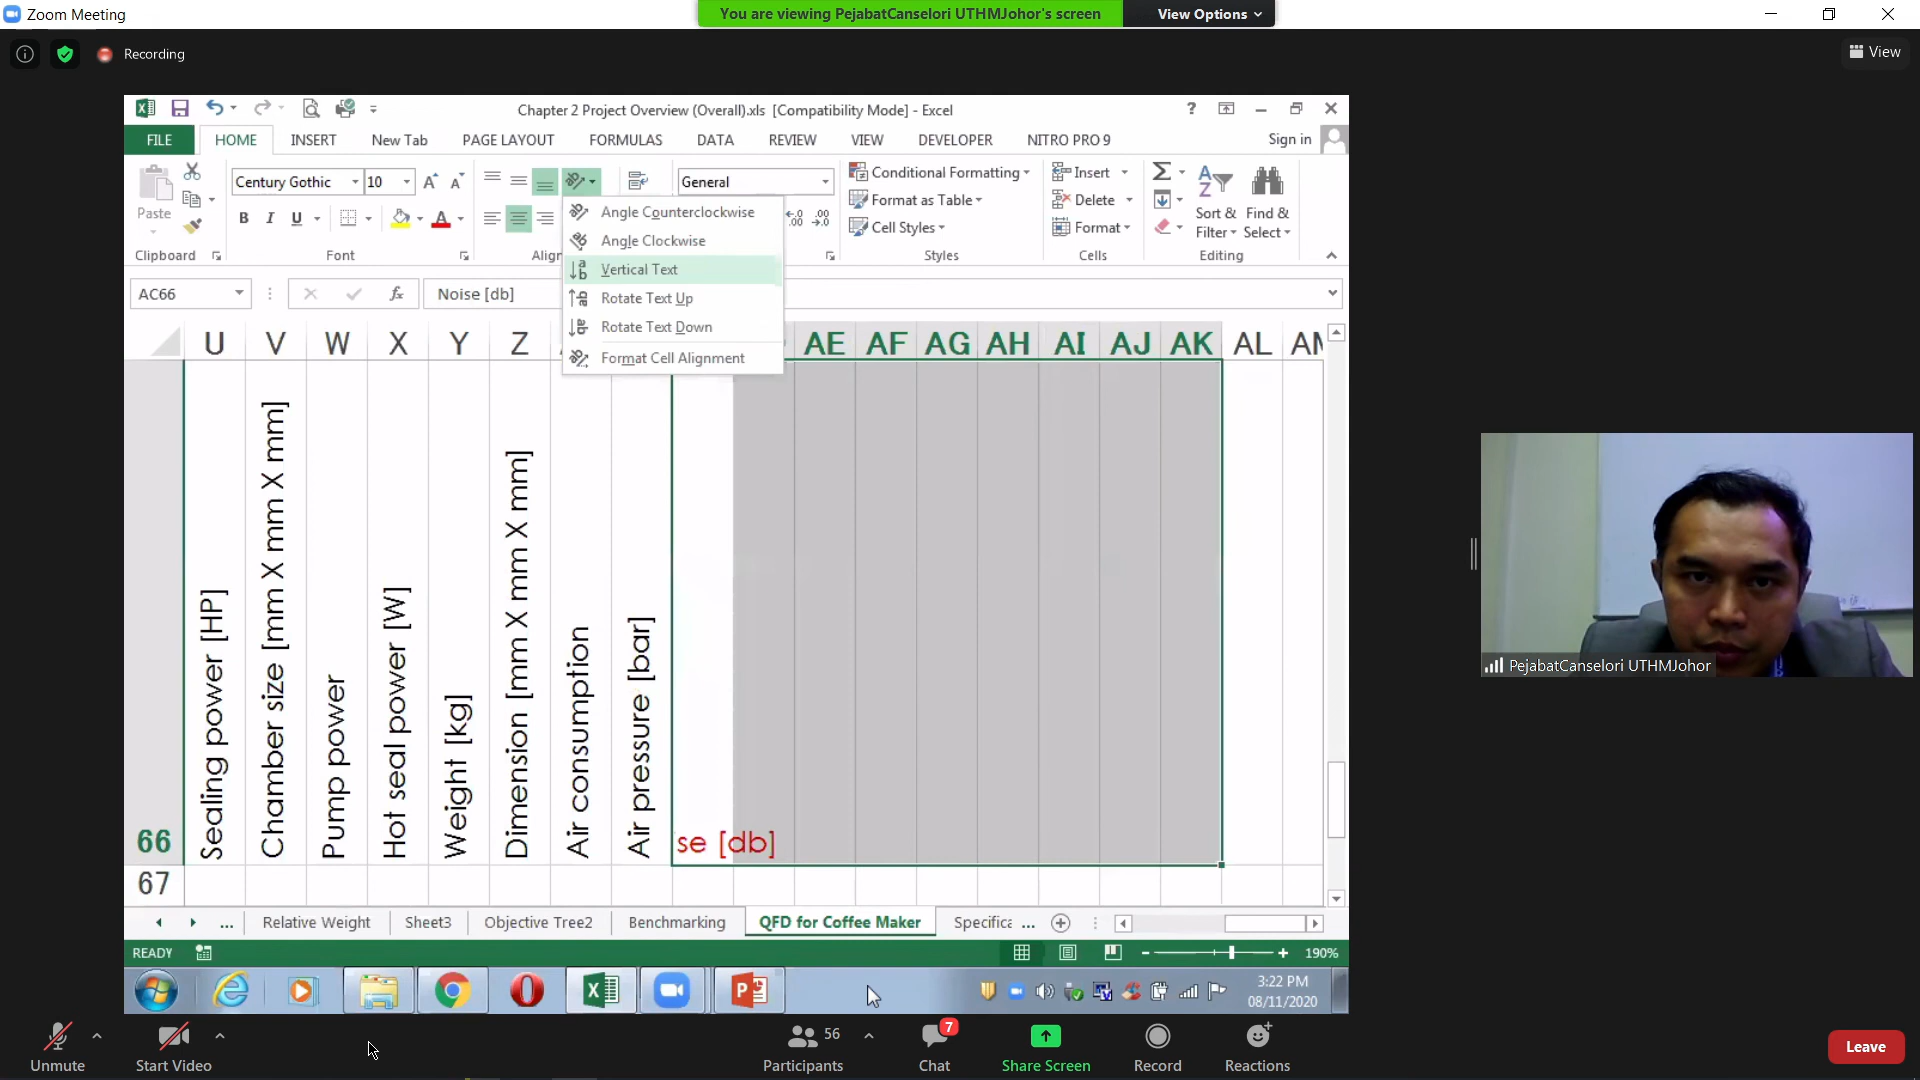 Zoom Meeting
You are viewing PejabatCanselori UTHMJohor's screen
View Options
Recording
View
Chapter 2 Project Overview (Overall).xls [Compatibility Mode] - Excel
FILE HOME INSERT New Tab PAGE LAYOUT FORMULAS DATA REVIEW VIEW DEVELOPER NITRO PRO 9 Sign in
Century Gothic 10 General
Conditional Formatting
Format as Table
Cell Styles
Insert
Delete
Format
Paste
Sort & Filter
Find & Select
Clipboard Font Styles Cells Editing
Angle Counterclockwise
Angle Clockwise
Vertical Text
Rotate Text Up
Rotate Text Down
Format Cell Alignment
AC66
Noise [db]
U V W X Y Z AE AF AG AH AI AJ AK AL
Sealing power [HP]
Chamber size [mm X mm X mm]
Pump power
Hot seal power [W]
Weight [kg]
Dimension [mm X mm X mm]
Air consumption
Air pressure [bar]
se [db]
66
67
... Relative Weight Sheet3 Objective Tree2 Benchmarking QFD for Coffee Maker Specifica ...
READY
190%
3:22 PM
08/11/2020
PejabatCanselori UTHMJohor
Unmute
Start Video
56
Participants
7
Chat
Share Screen
Record
Reactions
Leave